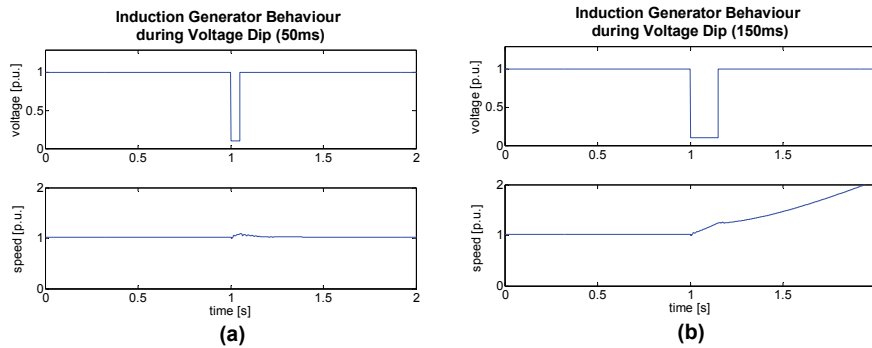 Induction Generator Behaviour
during Voltage Dip (50ms)
voltage [p.u.]
1
0.5
0
0 0.5 1 1.5 2
speed [p.u.]
2
1
0
0 0.5 1 1.5 2
time [s]
(a)
Induction Generator Behaviour
during Voltage Dip (150ms)
voltage [p.u.]
1
0.5
0
0 0.5 1 1.5
speed [p.u.]
2
1
0
0 0.5 1 1.5
time [s]
(b)